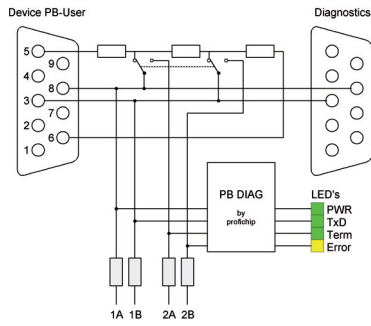 Device PB-User
Diagnostics
5
9
4
8
3
7
2
6
1
PB DIAG
by
profichip
LED's
PWR
TxD
Term
Error
1A 1B 2A 2B